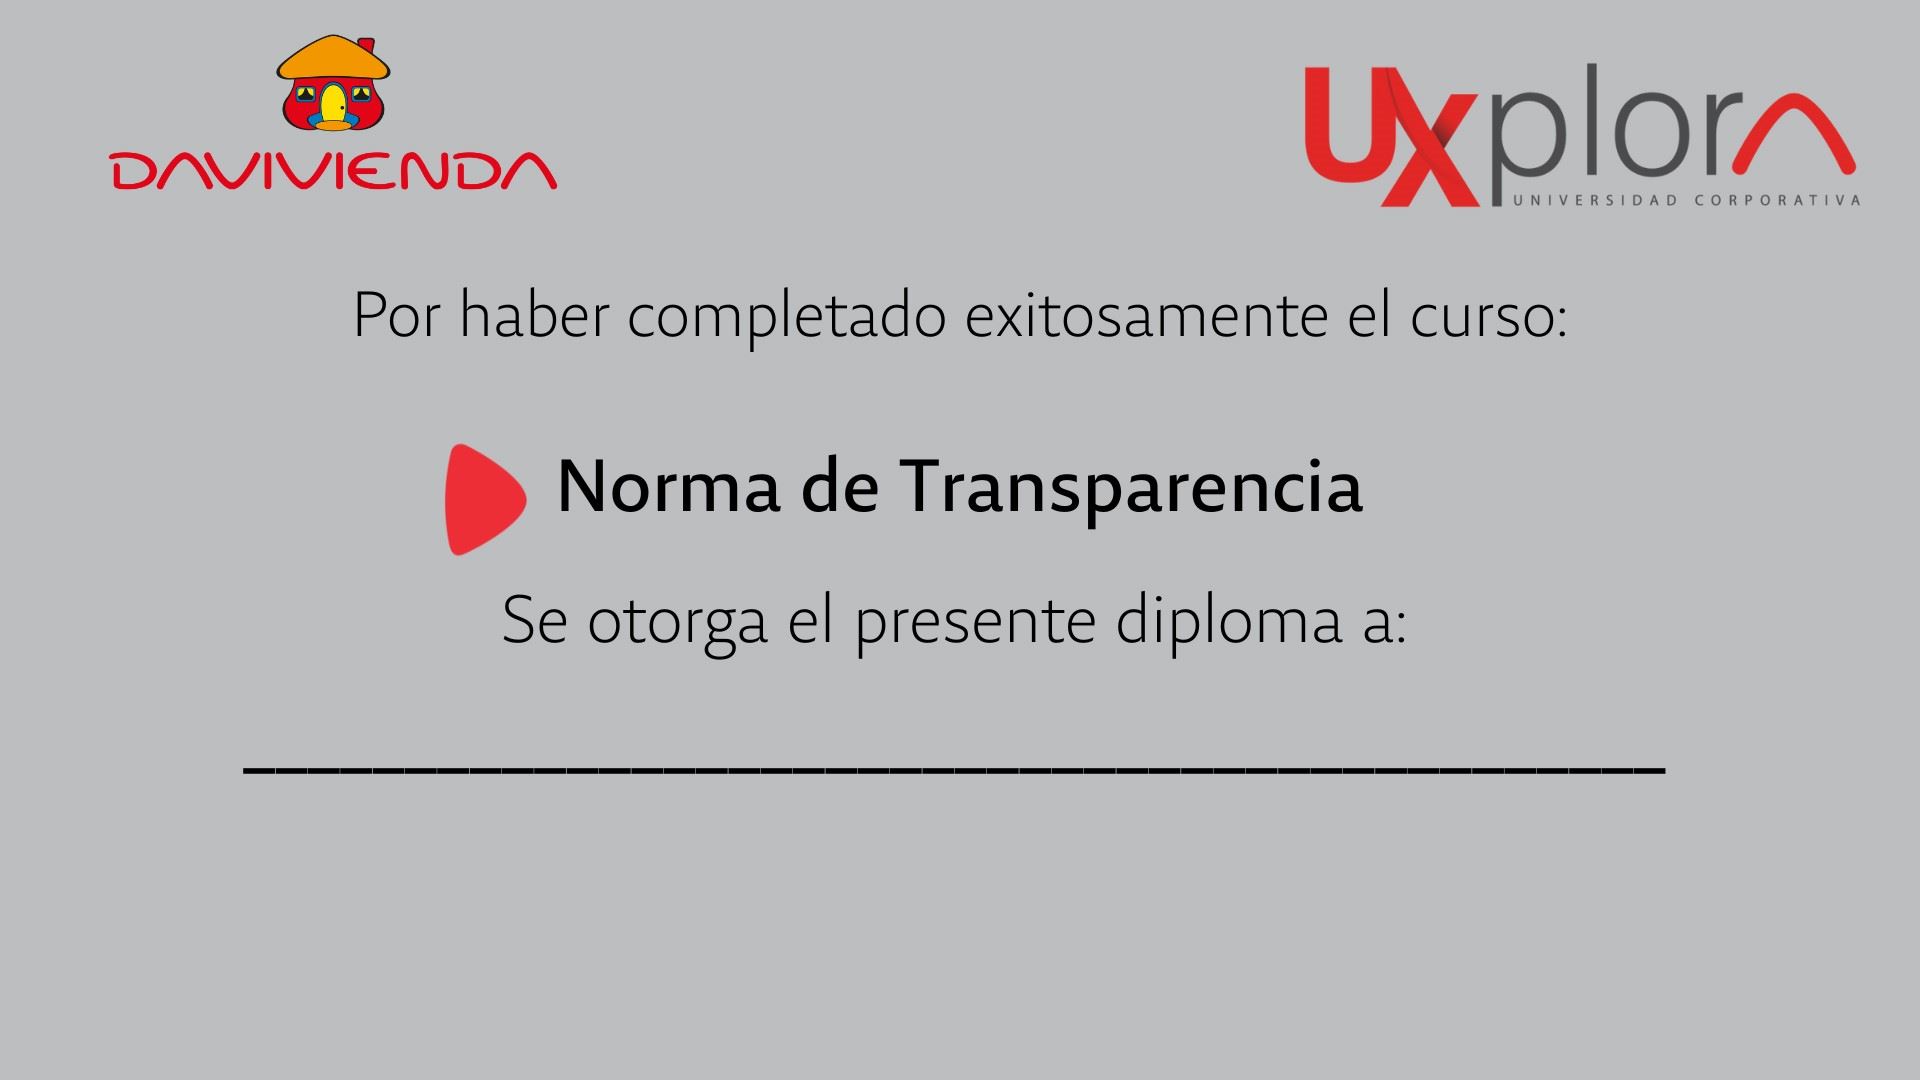 DAVIVIENDA
UXplora
UNIVERSIDAD CORPORATIVA
Por haber completado exitosamente el curso:
Norma de Transparencia
Se otorga el presente diploma a: